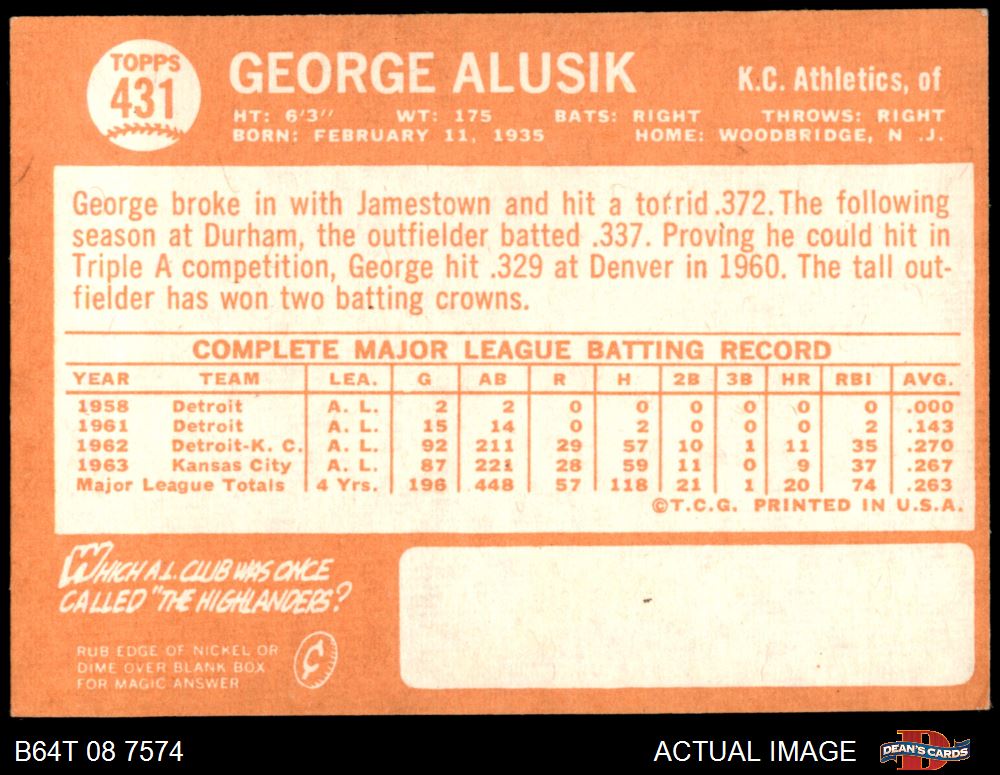 TOPPS
431
GEORGE ALUSIK
K.C. Athletics, of
HT: 6'3" WT: 175 BATS: RIGHT THROWS: RIGHT
BORN: FEBRUARY 11, 1935 HOME: WOODBRIDGE, N .J.
George broke in with Jamestown and hit a torrid .372. The following
season at Durham, the outfielder batted .337. Proving he could hit in
Triple A competition, George hit .329 at Denver in 1960. The tall out-
fielder has won two batting crowns.
COMPLETE MAJOR LEAGUE BATTING RECORD
YEAR TEAM LEA. G AB R H 2B 3B HR RBI AVG.
1958 Detroit A. L. 2 2 0 0 0 0 0 0 .000
1961 Detroit A. L. 15 14 0 2 0 0 0 2 .143
1962 Detroit-K. C. A. L. 92 211 29 57 10 1 11 35 .270
1963 Kansas City A. L. 87 221 28 59 11 0 9 37 .267
Major League Totals 4 Yrs. 196 448 57 118 21 1 20 74 .263
©T.C.G. PRINTED IN U.S.A.
WHICH A.L. CLUB WAS ONCE
CALLED "THE HIGHLANDERS?
RUB EDGE OF NICKEL OR
DIME OVER BLANK BOX
FOR MAGIC ANSWER
¢
B64T 08 7574
ACTUAL IMAGE
DEAN'S CARDS